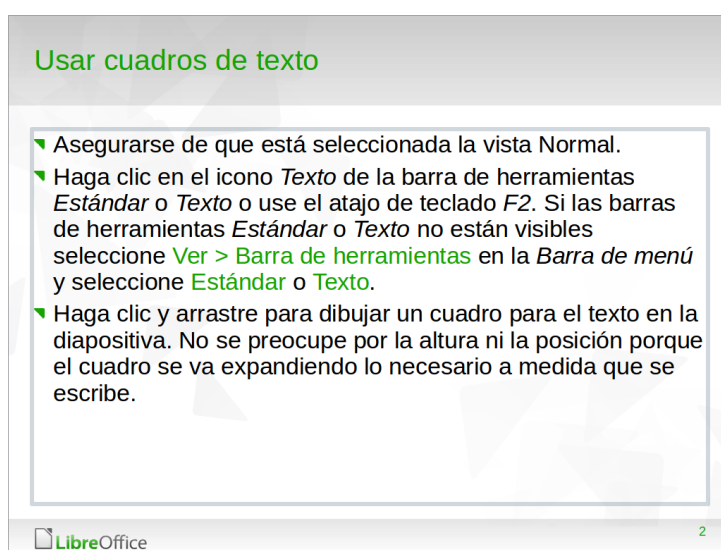 Usar cuadros de texto
Asegurarse de que está seleccionada la vista Normal.
Haga clic en el icono Texto de la barra de herramientas
Estándar o Texto o use el atajo de teclado F2. Si las barras
de herramientas Estándar o Texto no están visibles
seleccione Ver > Barra de herramientas en la Barra de menú
y seleccione Estándar o Texto.
Haga clic y arrastre para dibujar un cuadro para el texto en la
diapositiva. No se preocupe por la altura ni la posición porque
el cuadro se va expandiendo lo necesario a medida que se
escribe.
LibreOffice
2